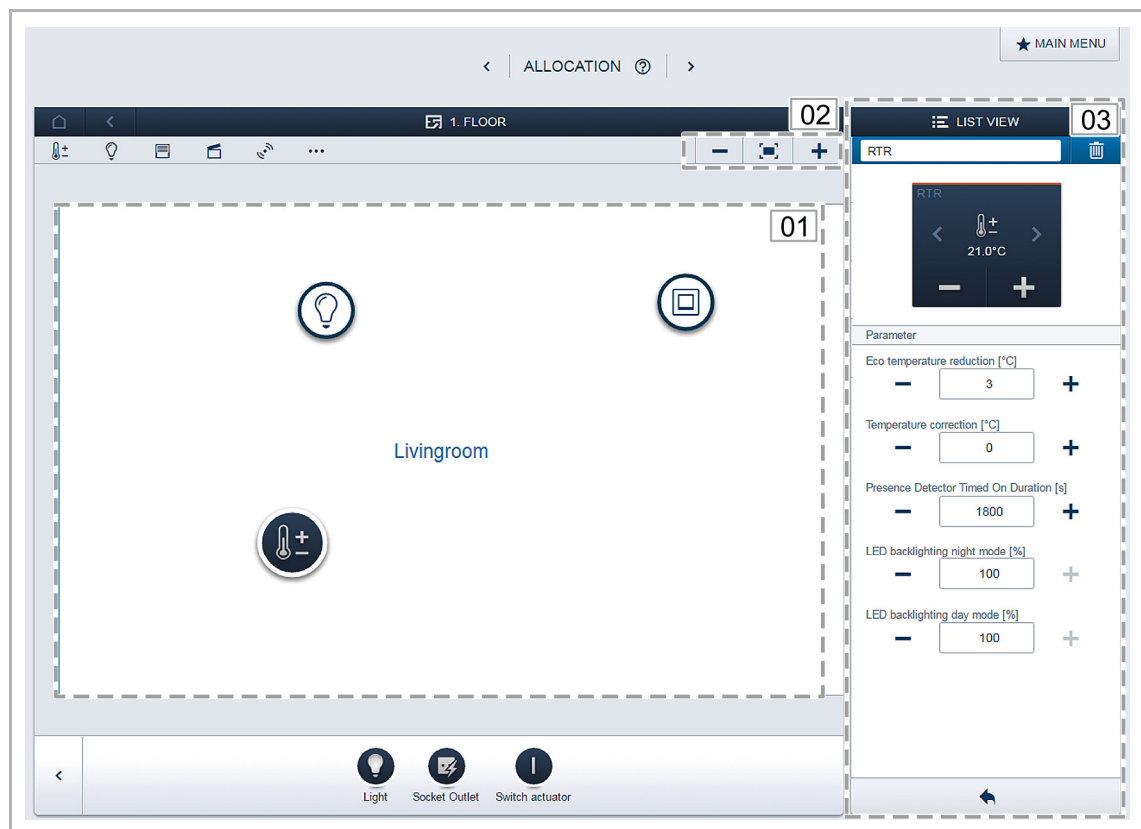 MAIN MENU
ALLOCATION ?
1. FLOOR
02
LIST VIEW
03
RTR
01
RTR
21.0°C
Livingroom
Parameter
Eco temperature reduction [°C]
3
Temperature correction [°C]
0
Presence Detector Timed On Duration [s]
1800
LED backlighting night mode [%]
100
LED backlighting day mode [%]
100
Light Socket Outlet Switch actuator